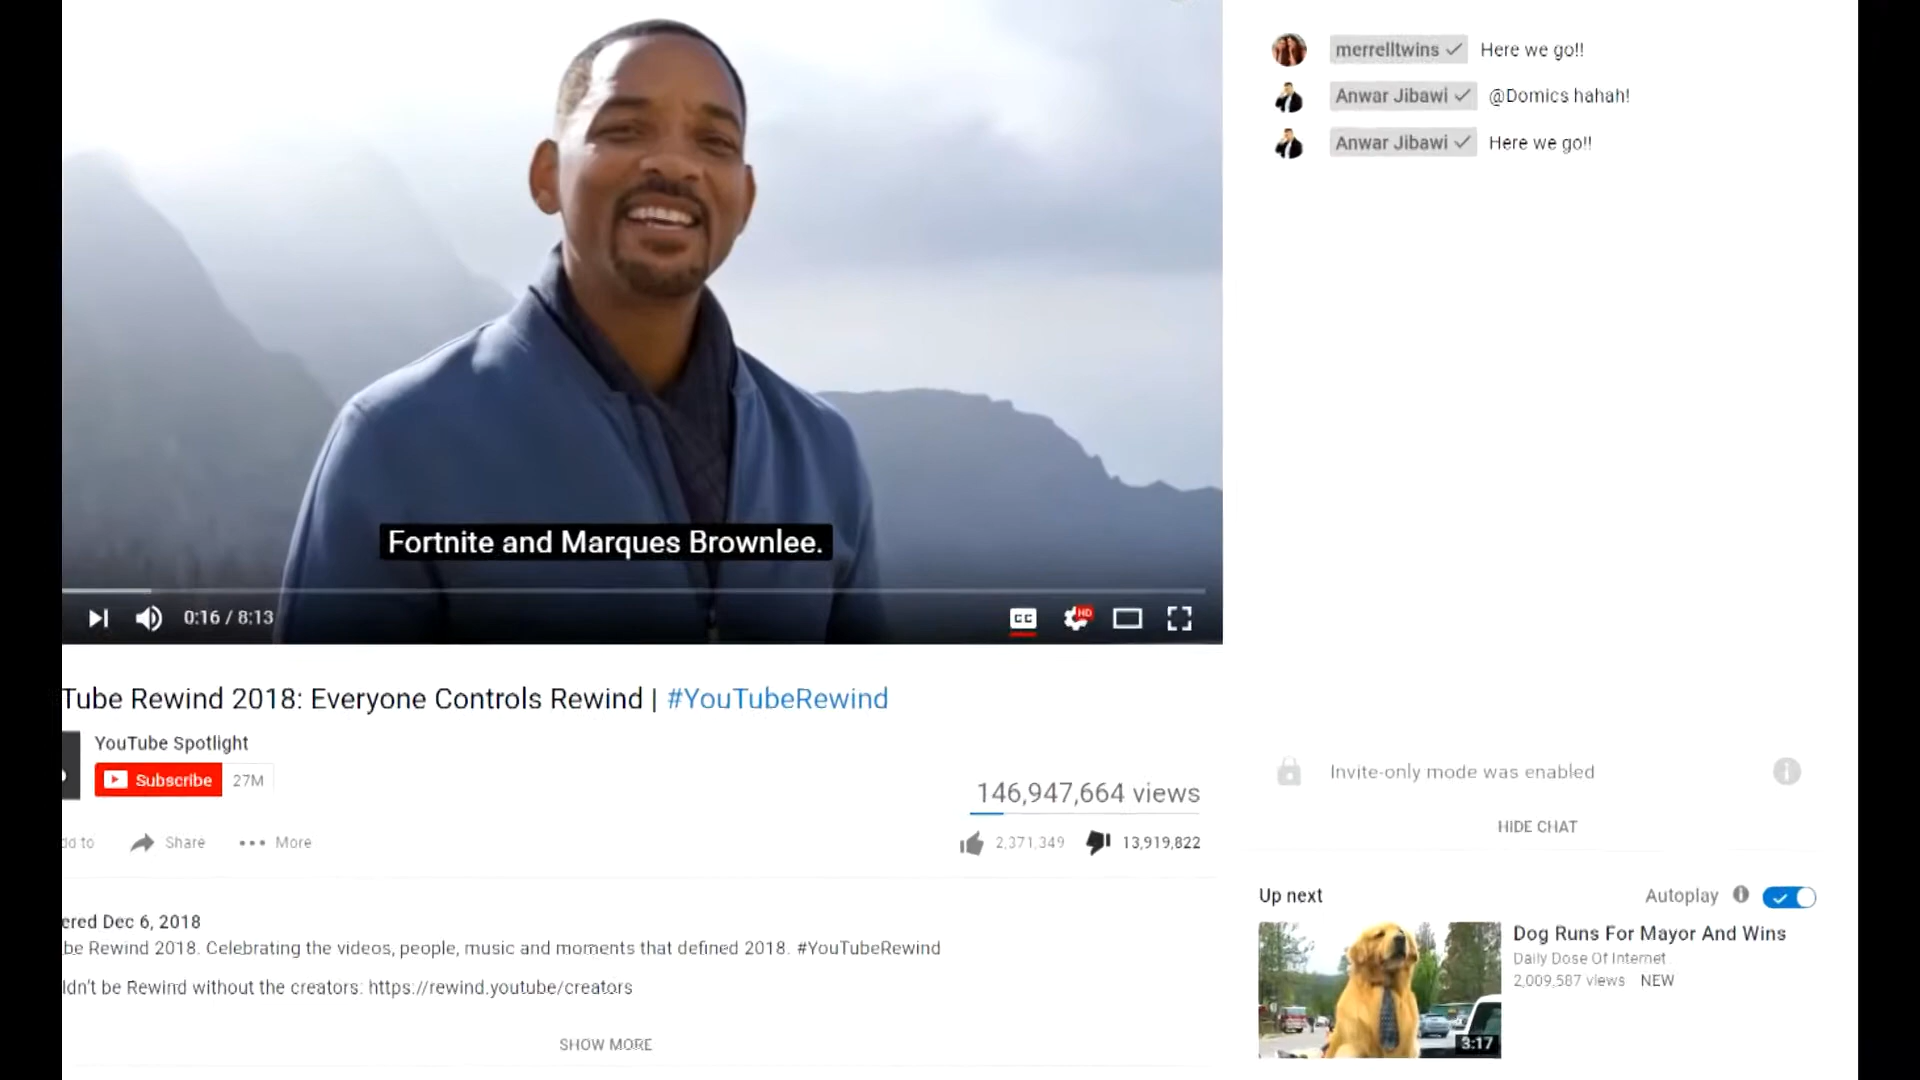 merrelltwins Here we go!!
Anwar Jibawi @Domics hahah!
Anwar Jibawi Here we go!!
Fortnite and Marques Brownlee.
0:16 / 8:13
CC
HD
Tube Rewind 2018: Everyone Controls Rewind | #YouTubeRewind
YouTube Spotlight
Subscribe 27M
146,947,664 views
dd to Share More
2,371,349 13,919,822
Invite-only mode was enabled
HIDE CHAT
ered Dec 6, 2018
be Rewind 2018. Celebrating the videos, people, music and moments that defined 2018. #YouTubeRewind
ldn't be Rewind without the creators: https://rewind.youtube/creators
SHOW MORE
Up next Autoplay
Dog Runs For Mayor And Wins
Daily Dose Of Internet
2,009,587 views NEW
3:17